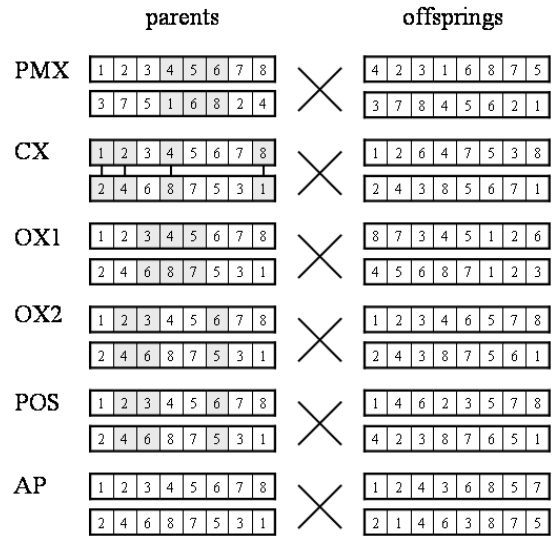 parents offsprings
PMX 1 2 3 4 5 6 7 8 4 2 3 1 6 8 7 5
3 7 5 1 6 8 2 4 3 7 8 4 5 6 2 1
CX 1 2 3 4 5 6 7 8 1 2 6 4 7 5 3 8
2 4 6 8 7 5 3 1 2 4 3 8 5 6 7 1
OX1 1 2 3 4 5 6 7 8 8 7 3 4 5 1 2 6
2 4 6 8 7 5 3 1 4 5 6 8 7 1 2 3
OX2 1 2 3 4 5 6 7 8 1 2 3 4 6 5 7 8
2 4 6 8 7 5 3 1 2 4 3 8 7 5 6 1
POS 1 2 3 4 5 6 7 8 1 4 6 2 3 5 7 8
2 4 6 8 7 5 3 1 4 2 3 8 7 6 5 1
AP 1 2 3 4 5 6 7 8 1 2 4 3 6 8 5 7
2 4 6 8 7 5 3 1 2 1 4 6 3 8 7 5